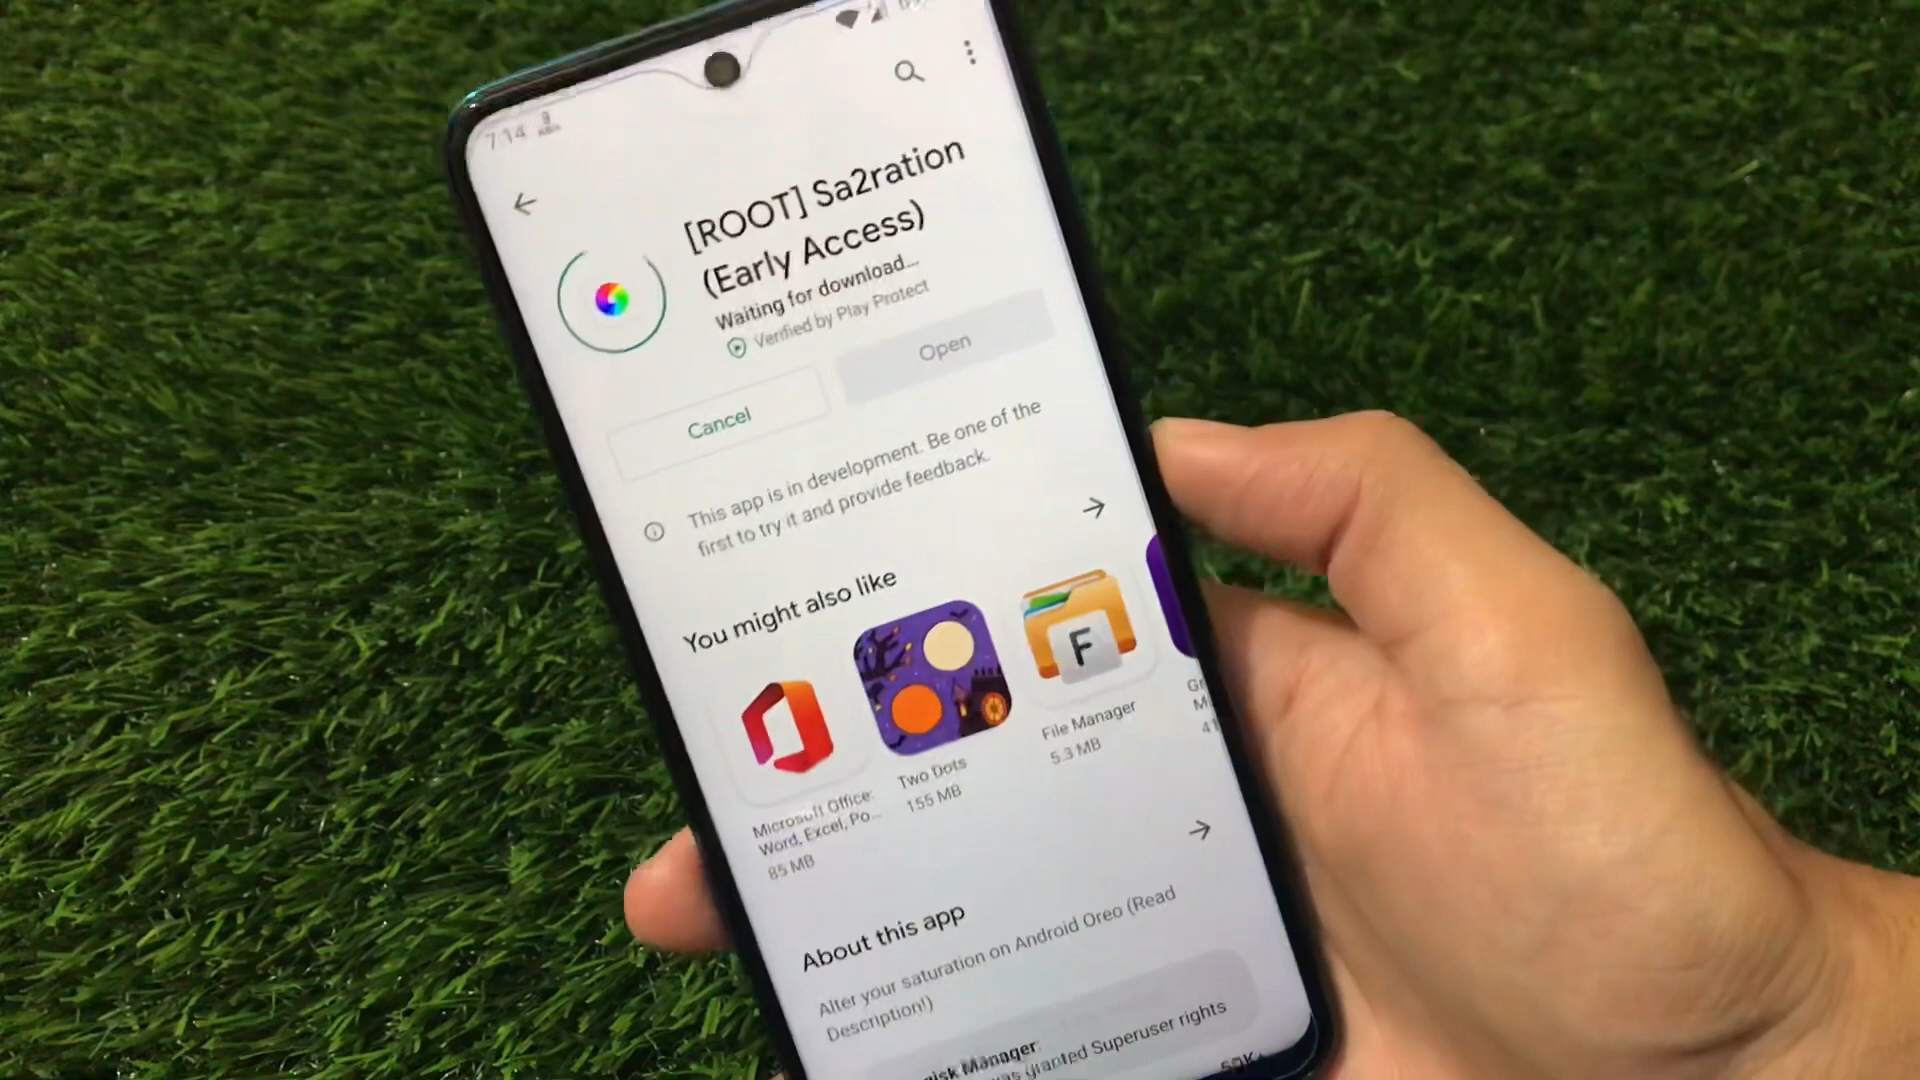 7:14
[ROOT] Sa2ration
(Early Access)
Waiting for download...
Verified by Play Protect
Cancel
Open
This app is in development. Be one of the
first to try it and provide feedback.
You might also like
F
Microsoft Office:
Word, Excel, Po...
85 MB
Two Dots
155 MB
File Manager
5.3 MB
About this app
Alter your saturation on Android Oreo (Read
Description!)
Manager
was granted Superuser rights